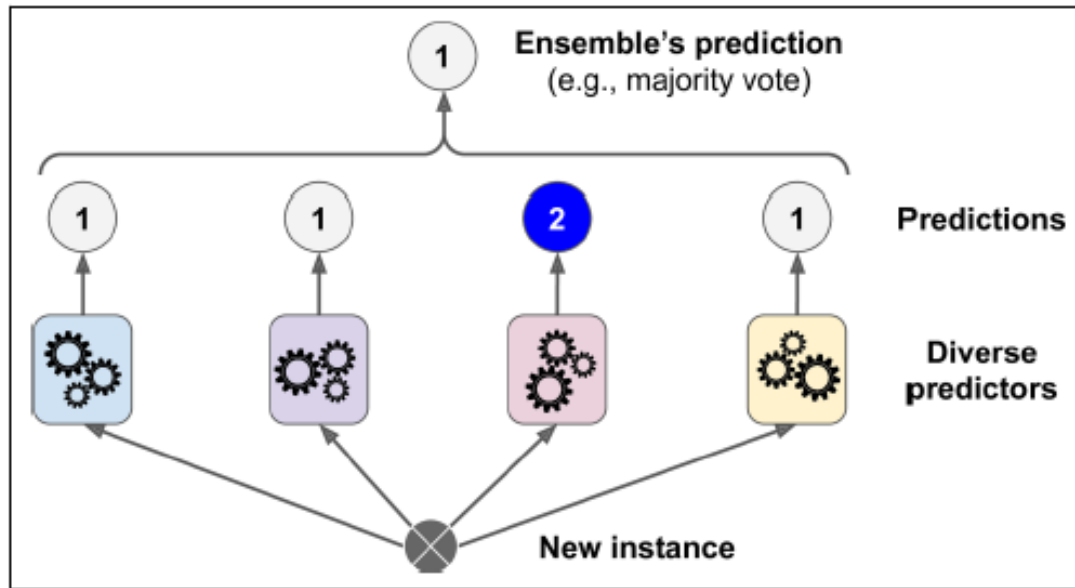 1
Ensemble's prediction
(e.g., majority vote)
1 1 2 1 Predictions
Diverse
predictors
New instance